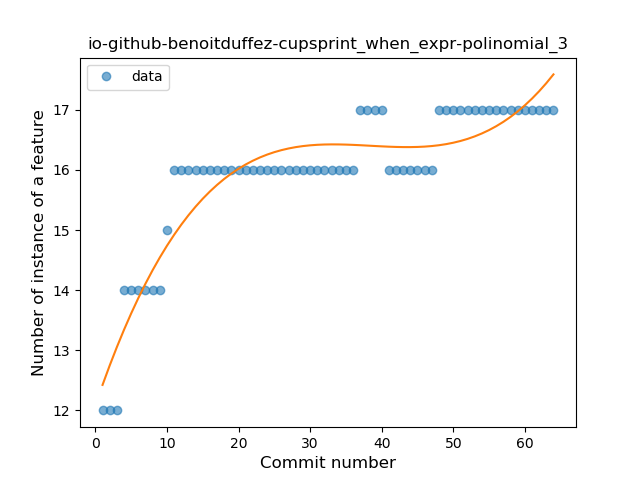 io-github-benoitduffez-cupsprint_when_expr-polinomial_3
data
Number of instance of a feature
17
16
15
14
13
12
0 10 20 30 40 50 60
Commit number